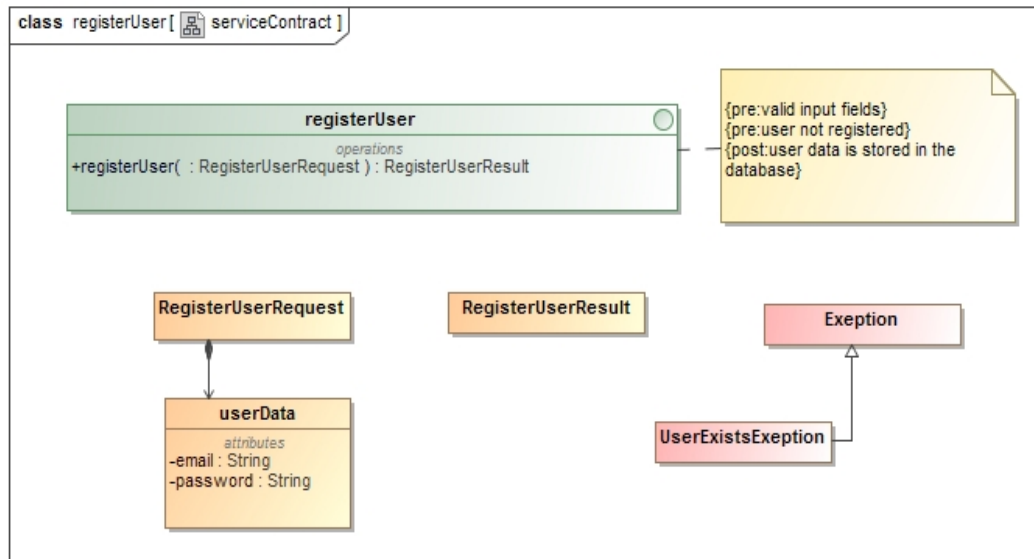 class registerUser [ serviceContract ]
registerUser
operations
+registerUser( : RegisterUserRequest ) : RegisterUserResult
{pre:valid input fields}
{pre:user not registered}
{post:user data is stored in the
database}
RegisterUserRequest
RegisterUserResult
Exeption
userData
attributes
-email : String
-password : String
UserExistsExeption